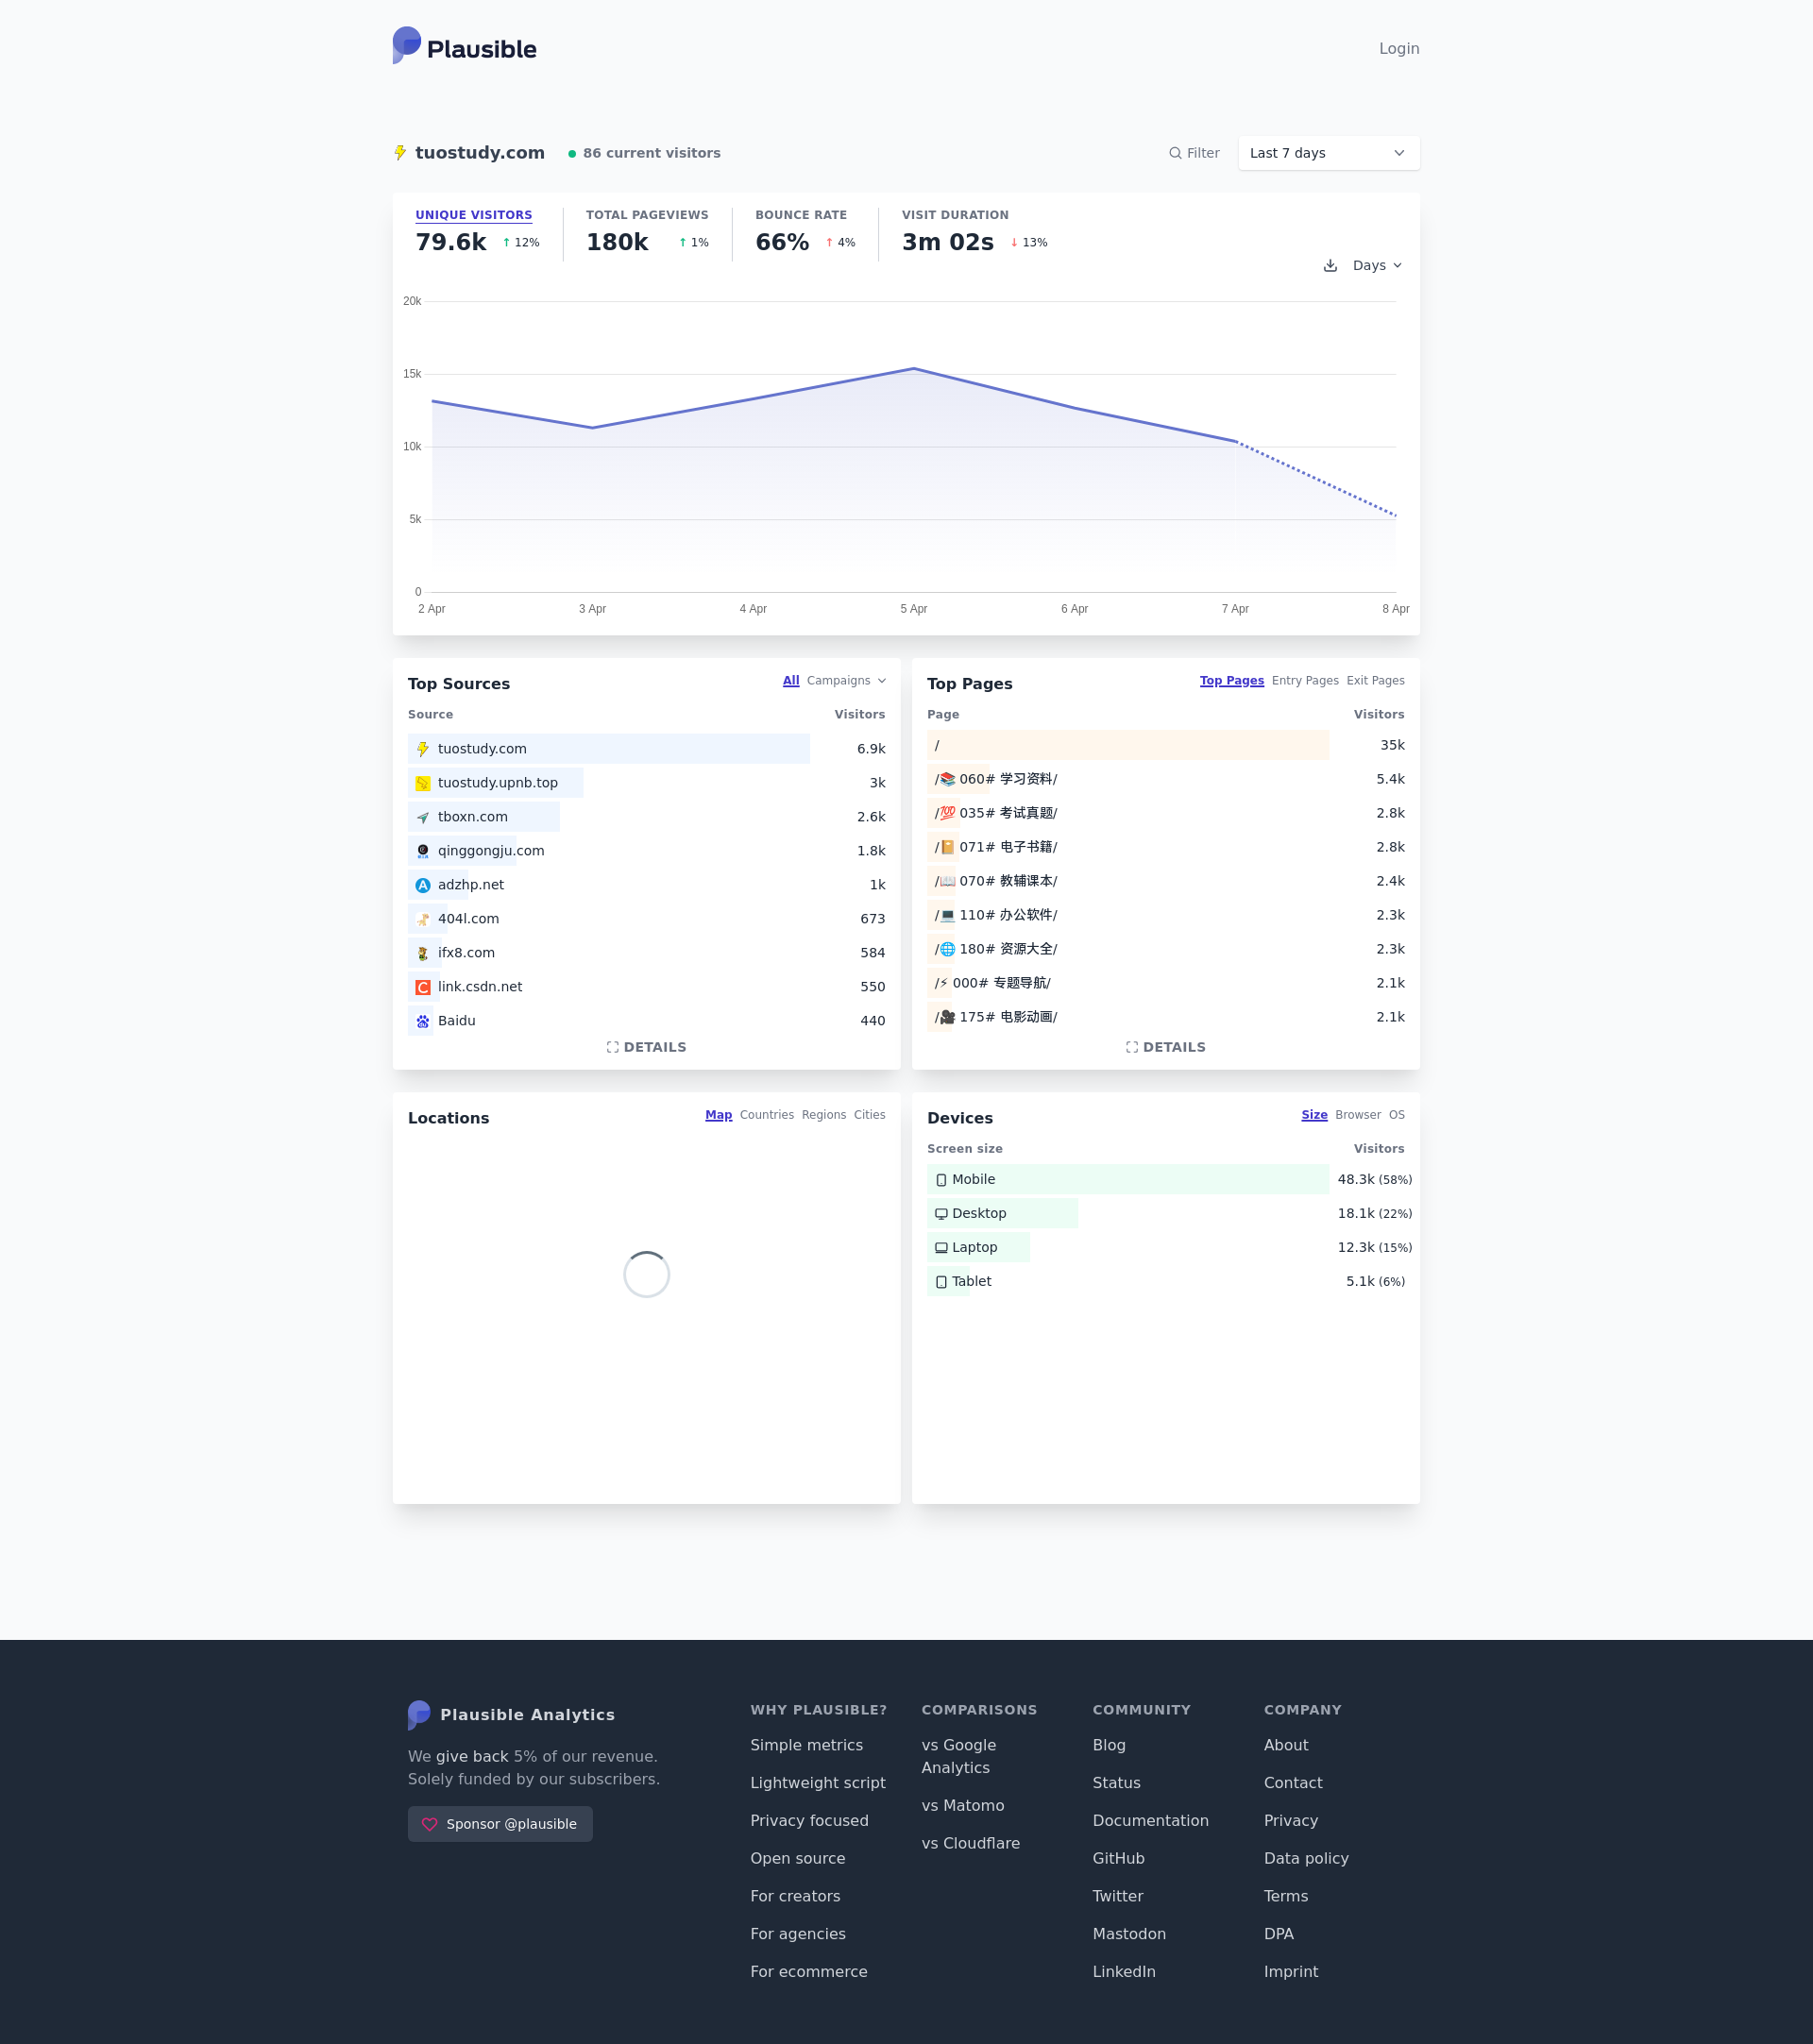 Plausible
Login
tuostudy.com
86 current visitors
Filter
Last 7 days
UNIQUE VISITORS
79.6k ↑ 12%
TOTAL PAGEVIEWS
180k ↑ 1%
BOUNCE RATE
66% ↑ 4%
VISIT DURATION
3m 02s ↓ 13%
Days
20k
15k
10k
5k
0
2 Apr
3 Apr
4 Apr
5 Apr
6 Apr
7 Apr
8 Apr
Top Sources
All Campaigns
Source Visitors
tuostudy.com 6.9k
tuostudy.upnb.top 3k
tboxn.com 2.6k
qinggongju.com 1.8k
adzhp.net 1k
404l.com 673
ifx8.com 584
link.csdn.net 550
Baidu 440
DETAILS
Top Pages
Top Pages Entry Pages Exit Pages
Page Visitors
/ 35k
/📚 060# 学习资料/ 5.4k
/💯 035# 考试真题/ 2.8k
/📔 071# 电子书籍/ 2.8k
/📖 070# 教辅课本/ 2.4k
/💻 110# 办公软件/ 2.3k
/🌐 180# 资源大全/ 2.3k
/⚡ 000# 专题导航/ 2.1k
/🎥 175# 电影动画/ 2.1k
DETAILS
Locations
Map Countries Regions Cities
Devices
Size Browser OS
Screen size Visitors
Mobile 48.3k (58%)
Desktop 18.1k (22%)
Laptop 12.3k (15%)
Tablet 5.1k (6%)
Plausible Analytics
We give back 5% of our revenue.
Solely funded by our subscribers.
Sponsor @plausible
WHY PLAUSIBLE?
Simple metrics
Lightweight script
Privacy focused
Open source
For creators
For agencies
For ecommerce
COMPARISONS
vs Google
Analytics
vs Matomo
vs Cloudflare
COMMUNITY
Blog
Status
Documentation
GitHub
Twitter
Mastodon
LinkedIn
COMPANY
About
Contact
Privacy
Data policy
Terms
DPA
Imprint